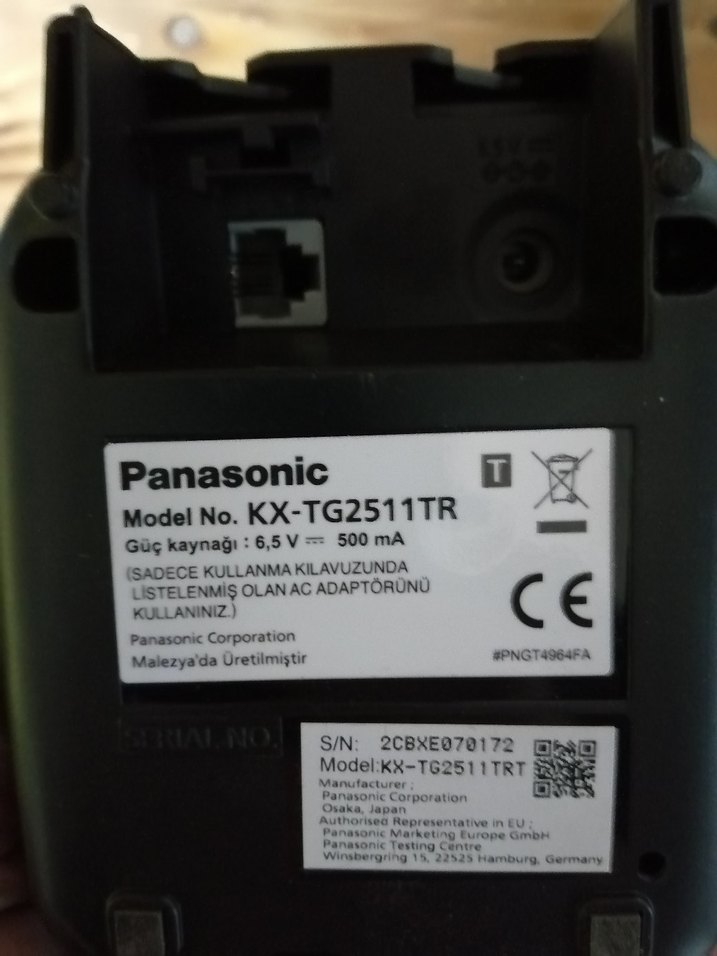 6.5V
Panasonic
T
Model No. KX-TG2511TR
Güç kaynağı : 6,5 V ⎓ 500 mA
(SADECE KULLANMA KILAVUZUNDA
LİSTELENMİŞ OLAN AC ADAPTÖRÜNÜ
KULLANINIZ.)
CE
Panasonic Corporation
Malezya'da Üretilmiştir
#PNGT4964FA
SERIAL NO.
S/N: 2CBXE070172
Model:KX-TG2511TRT
Manufacturer ;
Panasonic Corporation
Osaka, Japan
Authorised Representative in EU ;
Panasonic Marketing Europe GmbH
Panasonic Testing Centre
Winsbergring 15, 22525 Hamburg, Germany